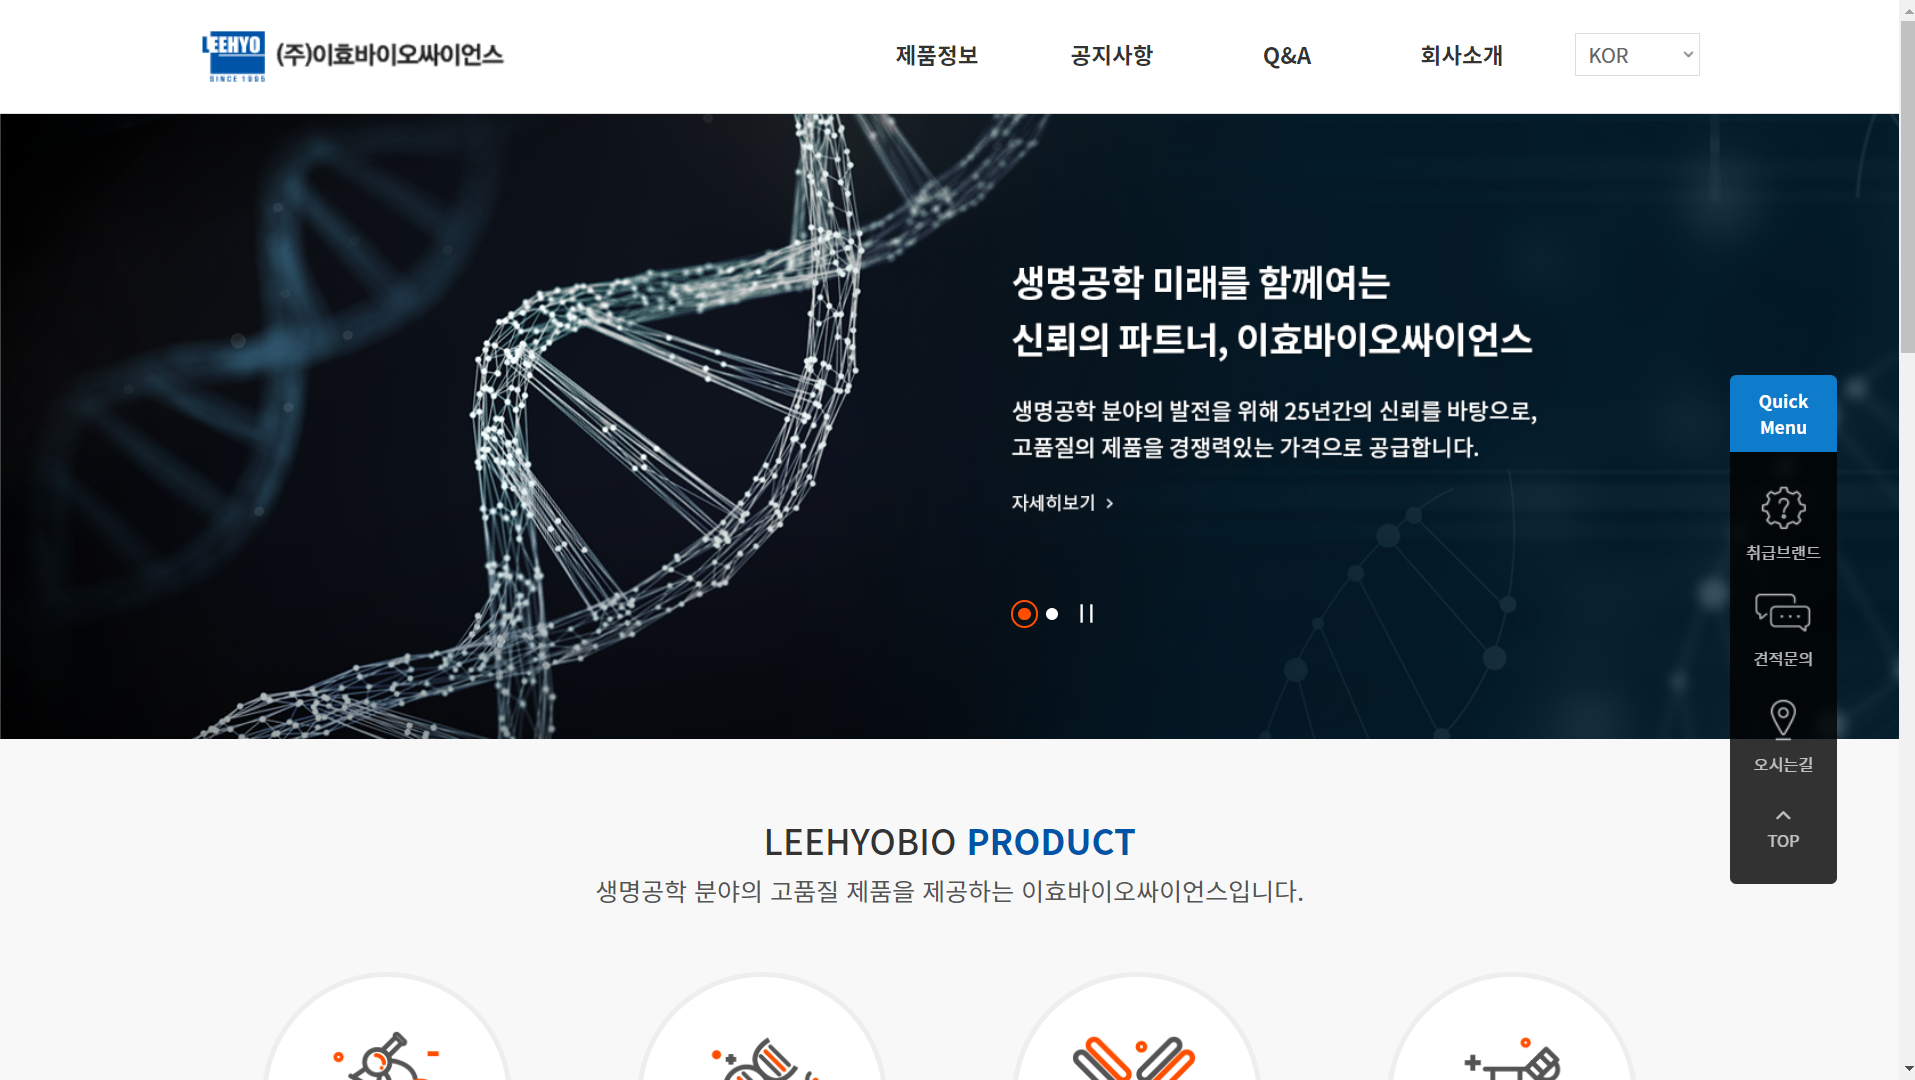 LEEHYO
SINCE 1995
(주)이효바이오싸이언스
제품정보
공지사항
Q&A
회사소개
KOR
생명공학 미래를 함께여는
신뢰의 파트너, 이효바이오싸이언스
생명공학 분야의 발전을 위해 25년간의 신뢰를 바탕으로,
고품질의 제품을 경쟁력있는 가격으로 공급합니다.
자세히보기
Quick
Menu
취급브랜드
견적문의
오시는길
TOP
LEEHYOBIO PRODUCT
생명공학 분야의 고품질 제품을 제공하는 이효바이오싸이언스입니다.